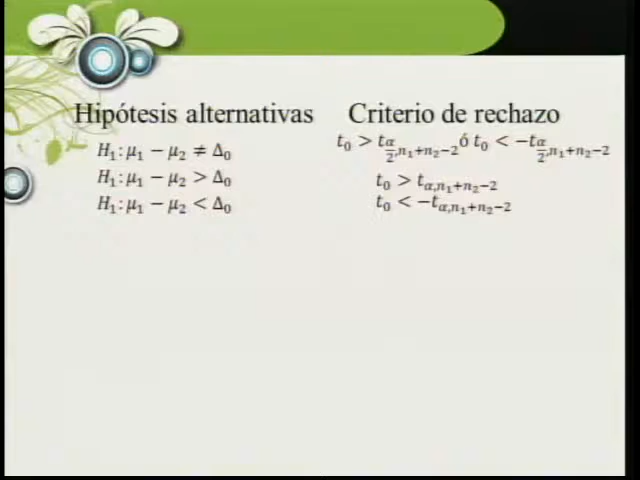 Hipótesis alternativas Criterio de rechazo
H₁: μ₁ − μ₂ ≠ Δ₀ t₀ > t_{α/2,n₁+n₂−2} ó t₀ < −t_{α/2,n₁+n₂−2}
H₁: μ₁ − μ₂ > Δ₀ t₀ > t_{α,n₁+n₂−2}
H₁: μ₁ − μ₂ < Δ₀ t₀ < −t_{α,n₁+n₂−2}